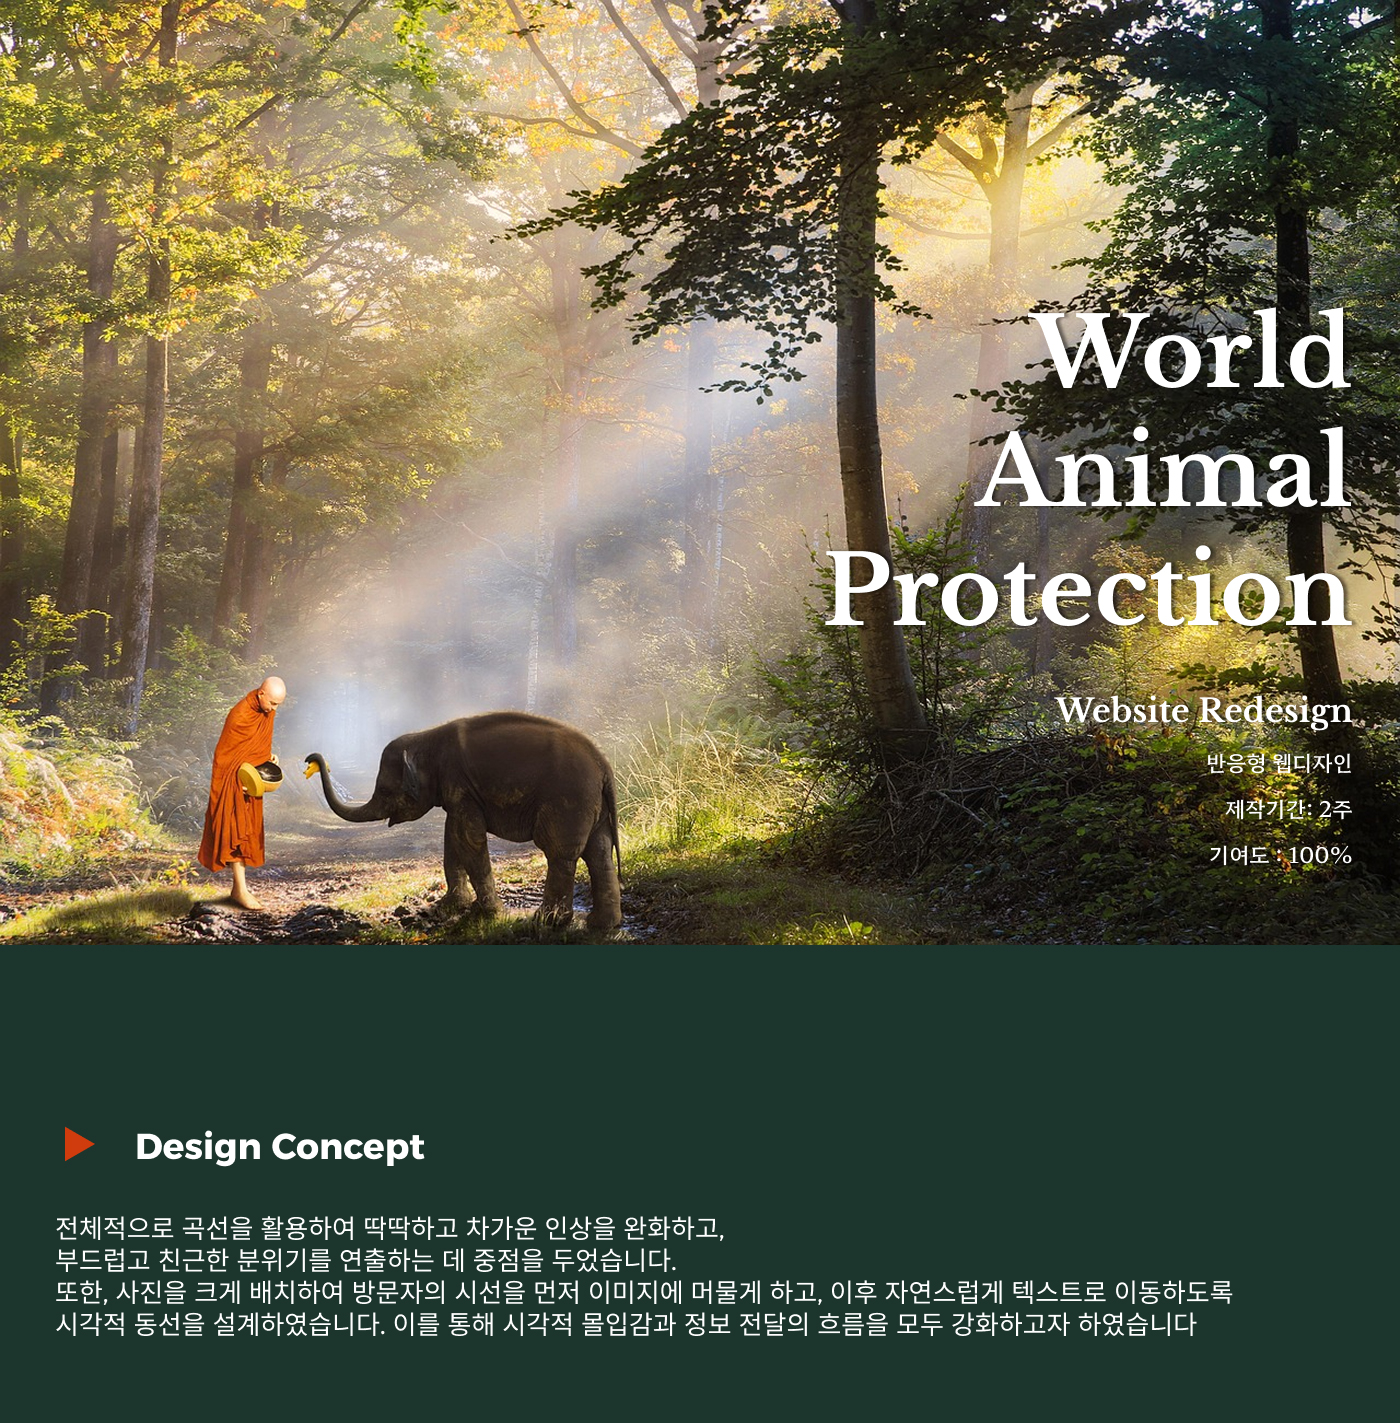 World
Animal
Protection
Website Redesign
반응형 웹디자인
제작기간: 2주
기여도 : 100%
Design Concept
전체적으로 곡선을 활용하여 딱딱하고 차가운 인상을 완화하고,
부드럽고 친근한 분위기를 연출하는 데 중점을 두었습니다.
또한, 사진을 크게 배치하여 방문자의 시선을 먼저 이미지에 머물게 하고, 이후 자연스럽게 텍스트로 이동하도록
시각적 동선을 설계하였습니다. 이를 통해 시각적 몰입감과 정보 전달의 흐름을 모두 강화하고자 하였습니다